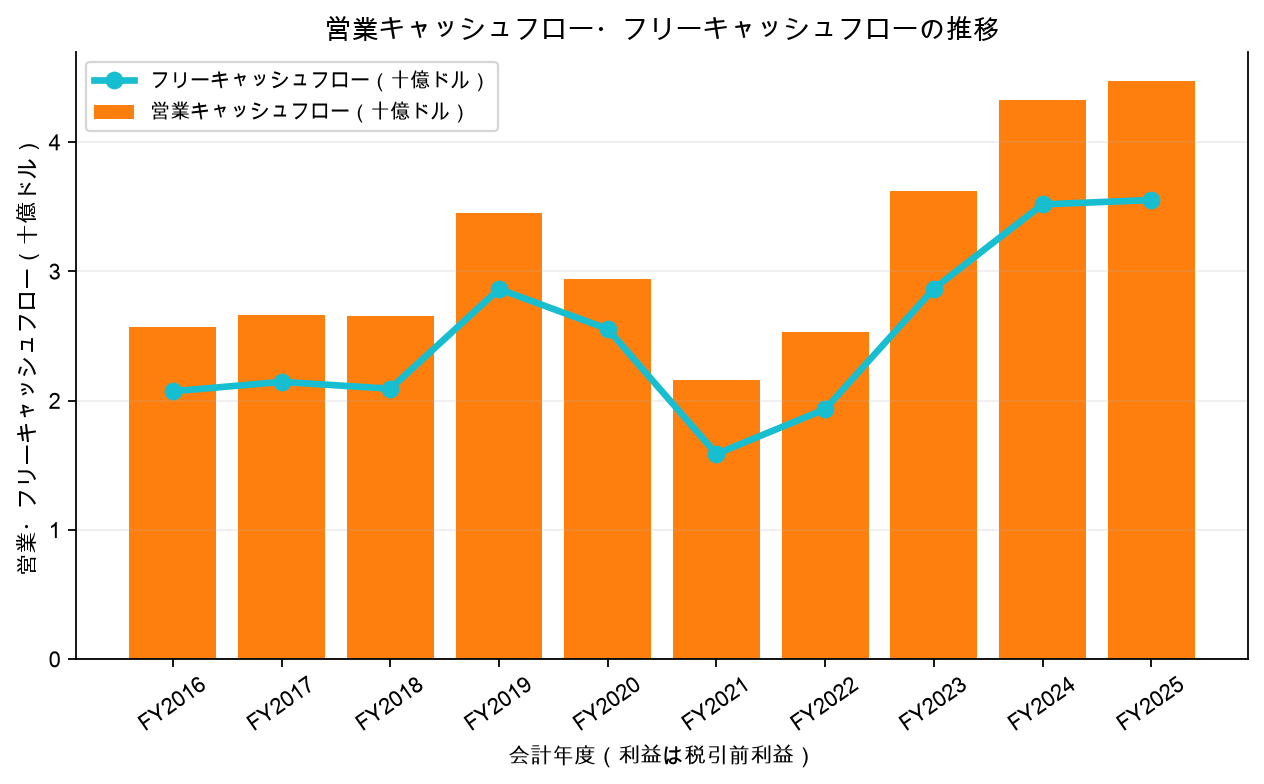 営業キャッシュフロー・フリーキャッシュフローの推移
フリーキャッシュフロー（十億ドル）
営業キャッシュフロー（十億ドル）
営業・フリーキャッシュフロー（十億ドル）
4
3
2
1
0
FY2016 FY2017 FY2018 FY2019 FY2020 FY2021 FY2022 FY2023 FY2024 FY2025
会計年度（利益は税引前利益）